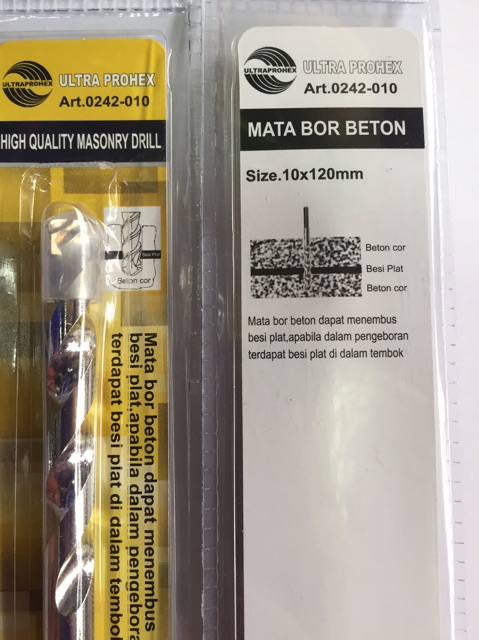 ULTRAPROHEX
ULTRA PROHEX
Art.0242-010
HIGH QUALITY MASONRY DRILL
Besi Plat
Beton cor
Mata bor beton dapat menembus
besi plat,apabila dalam pengebora
terdapat besi plat di dalam tembok
ULTRAPROHEX
ULTRA PROHEX
Art.0242-010
MATA BOR BETON
Size.10x120mm
Beton cor
Besi Plat
Beton cor
Mata bor beton dapat menembus
besi plat,apabila dalam pengeboran
terdapat besi plat di dalam tembok